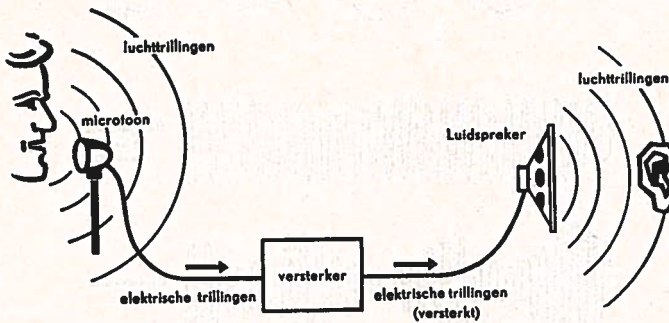 luchttrillingen
luchttrillingen
microfoon
Luidspreker
versterker
elektrische trillingen
elektrische trillingen
(versterkt)